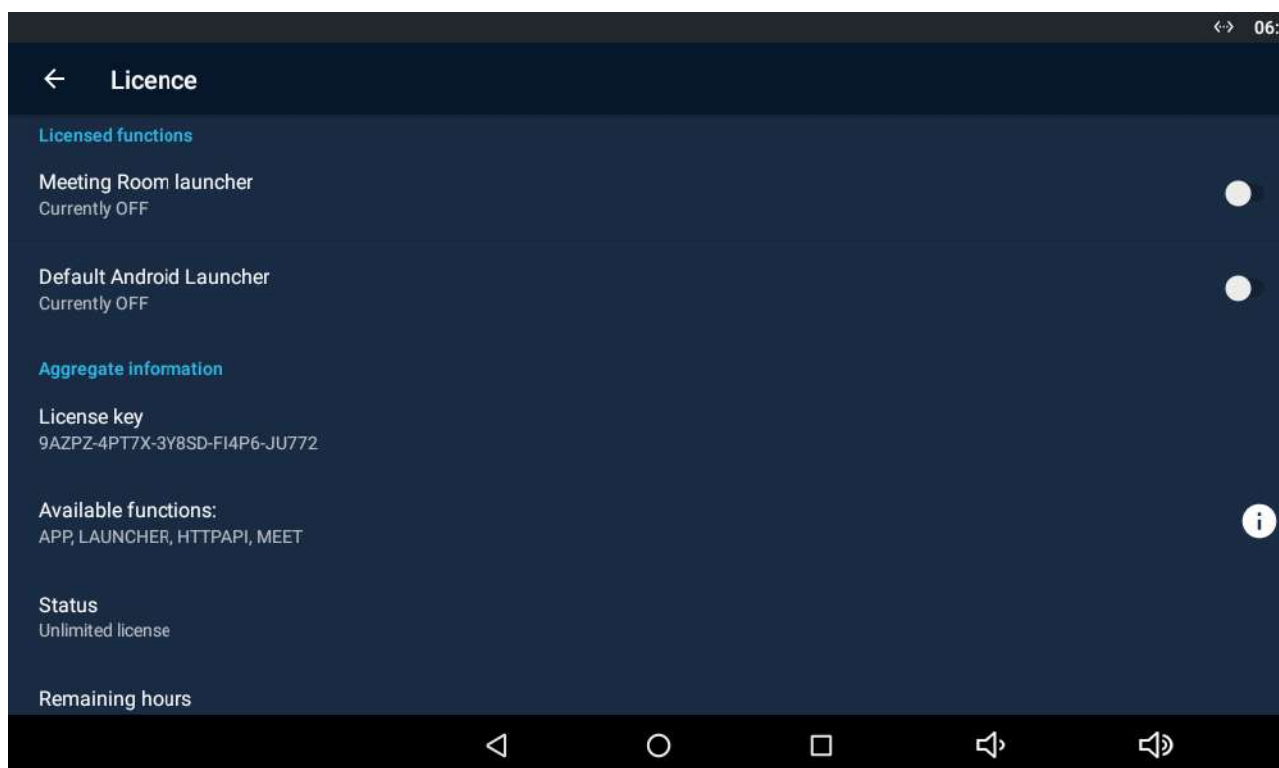 06:
Licence
Licensed functions
Meeting Room launcher
Currently OFF
Default Android Launcher
Currently OFF
Aggregate information
License key
9AZPZ-4PT7X-3Y8SD-FI4P6-JU772
Available functions:
APP, LAUNCHER, HTTPAPI, MEET
Status
Unlimited license
Remaining hours